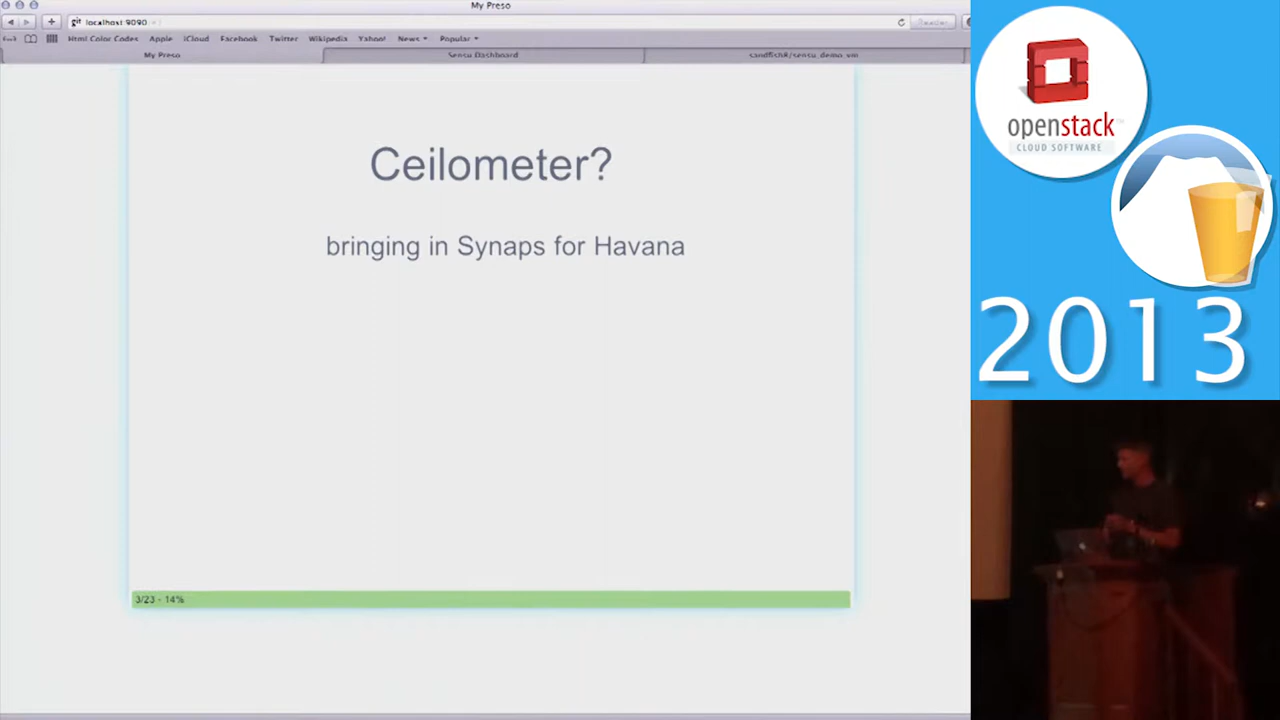 My Preso
localhost:9090
Reader
Html Color Codes Apple iCloud Facebook Twitter Wikipedia Yahoo! News Popular
My Preso Sensu Dashboard
Ceilometer?
bringing in Synaps for Havana
3/23 - 14%
openstack
CLOUD SOFTWARE
2013